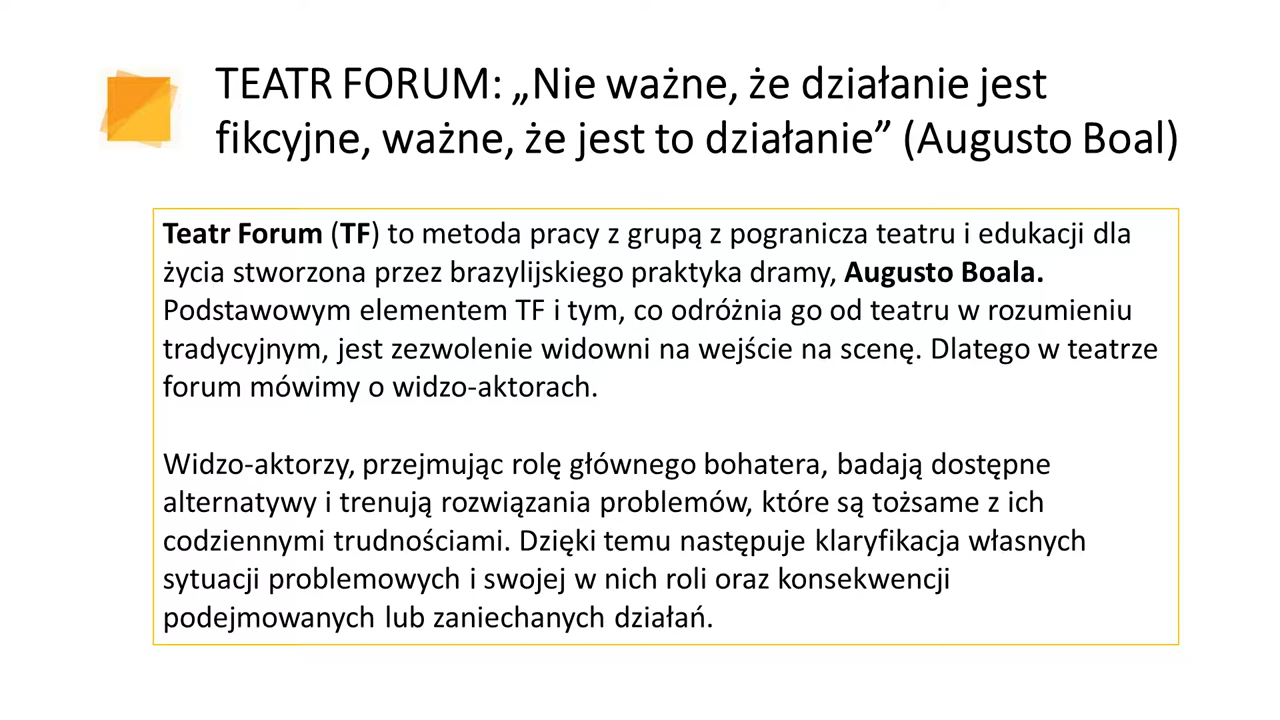 TEATR FORUM: „Nie ważne, że działanie jest
fikcyjne, ważne, że jest to działanie” (Augusto Boal)
Teatr Forum (TF) to metoda pracy z grupą z pogranicza teatru i edukacji dla
życia stworzona przez brazylijskiego praktyka dramy, Augusto Boala.
Podstawowym elementem TF i tym, co odróżnia go od teatru w rozumieniu
tradycyjnym, jest zezwolenie widowni na wejście na scenę. Dlatego w teatrze
forum mówimy o widzo-aktorach.
Widzo-aktorzy, przejmując rolę głównego bohatera, badają dostępne
alternatywy i trenują rozwiązania problemów, które są tożsame z ich
codziennymi trudnościami. Dzięki temu następuje klaryfikacja własnych
sytuacji problemowych i swojej w nich roli oraz konsekwencji
podejmowanych lub zaniechanych działań.